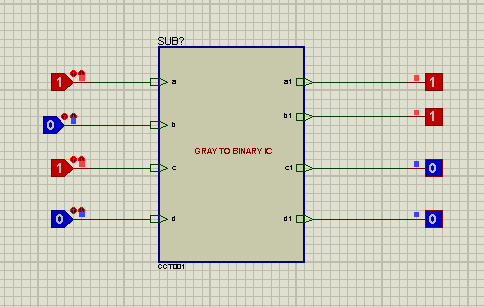 SUB?
1 a a1 1
0 b b1 1
GRAY TO BINARY IC
1 c c1 0
0 d d1 0
CCT001